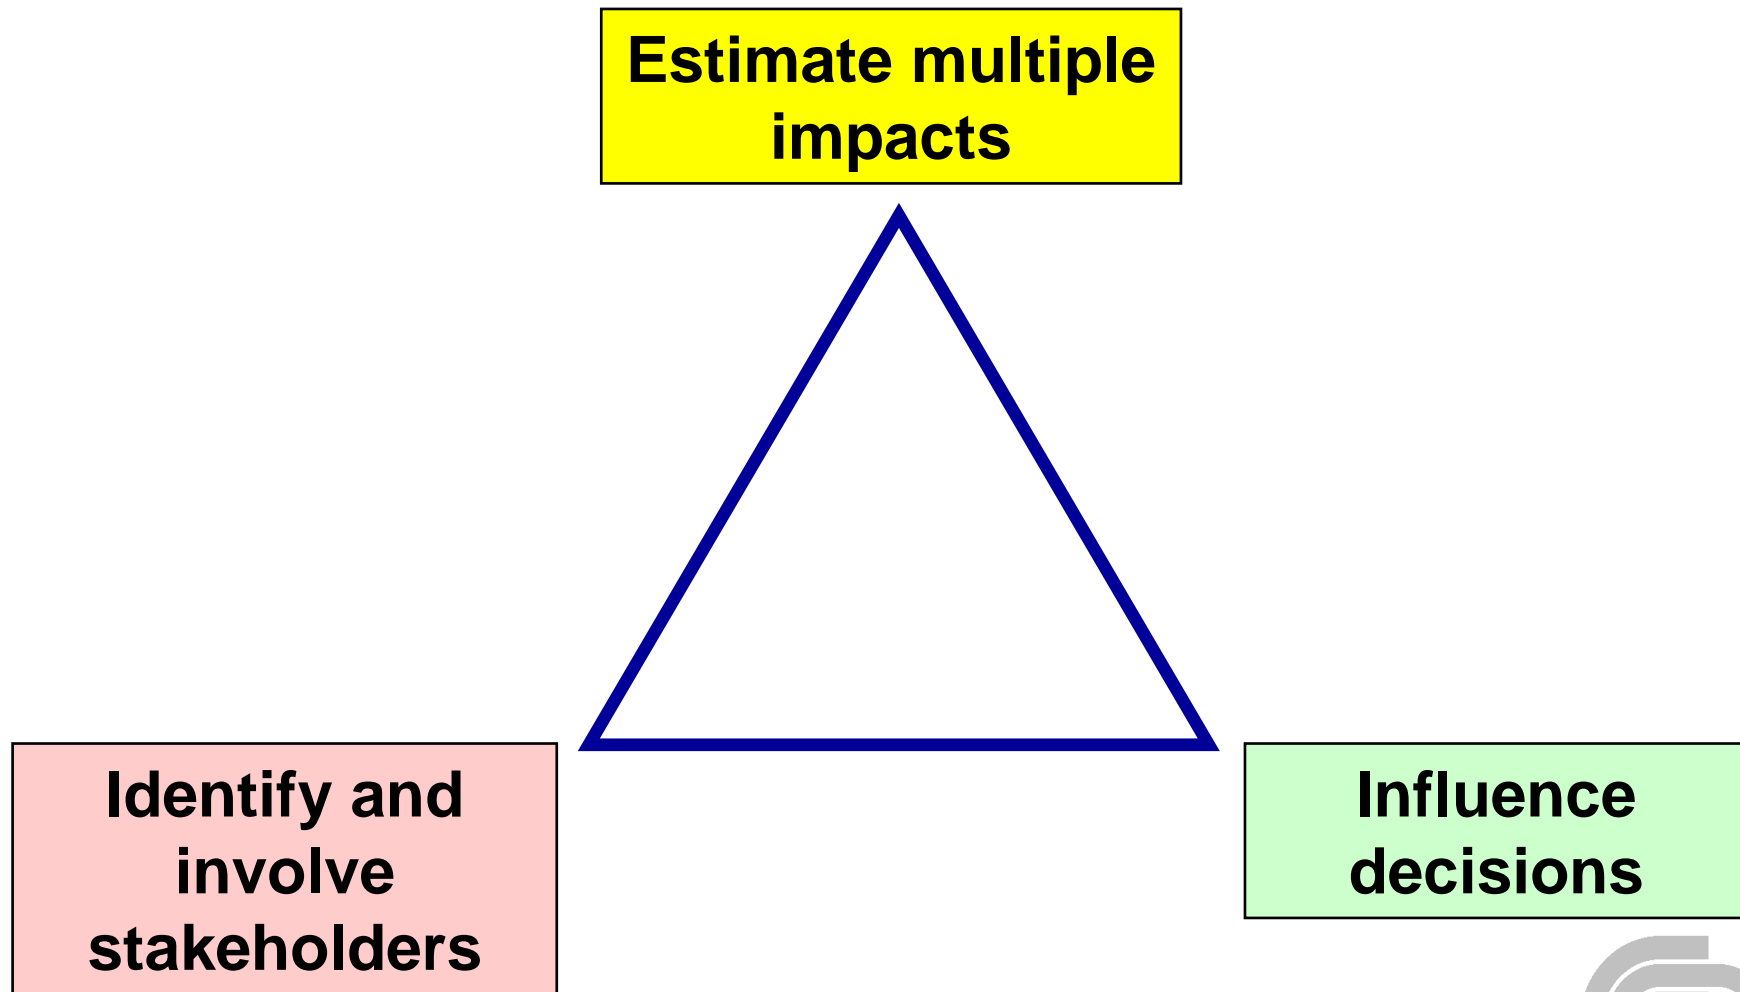 Estimate multiple
impacts
Identify and
involve
stakeholders
Influence
decisions